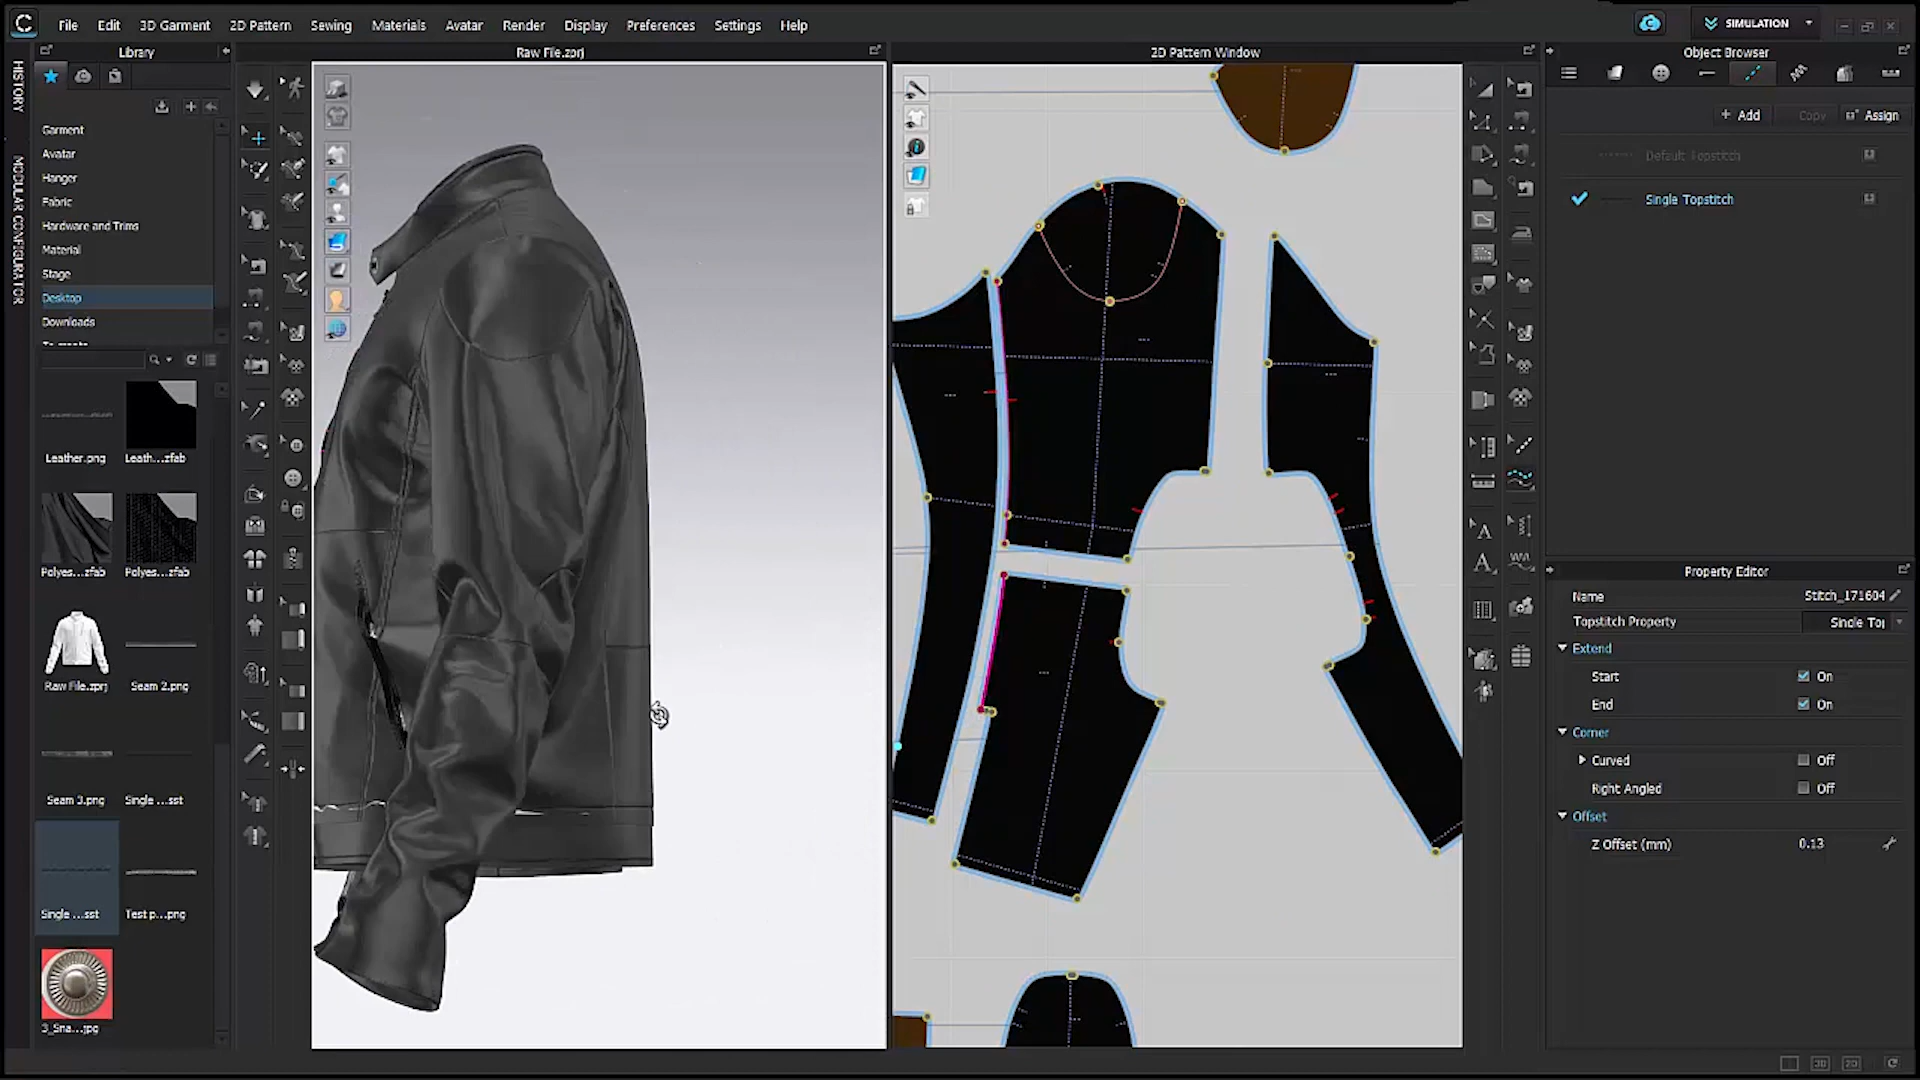 File Edit 3D Garment 2D Pattern Sewing Materials Avatar Render Display Preferences Settings Help
SIMULATION
Library
Raw File.zprj
2D Pattern Window
Object Browser
HISTORY
MODULAR CONFIGURATOR
Garment
Avatar
Hanger
Fabric
Hardware and Trims
Material
Stage
Desktop
Downloads
Leather.png
Leath...zfab
Polyes...zfab
Polyes...zfab
Raw File.zprj
Seam 2.png
Seam 3.png
Single ...sst
Single ...sst
Test p...png
3_Sna...jpg
+ Add
Copy
Assign
Default Topstitch
Single Topstitch
Property Editor
Name
Stitch_171604
Topstitch Property
Single Top
Extend
Start
On
End
On
Corner
Curved
Off
Right Angled
Off
Offset
Z Offset (mm)
0.13
3D
2D